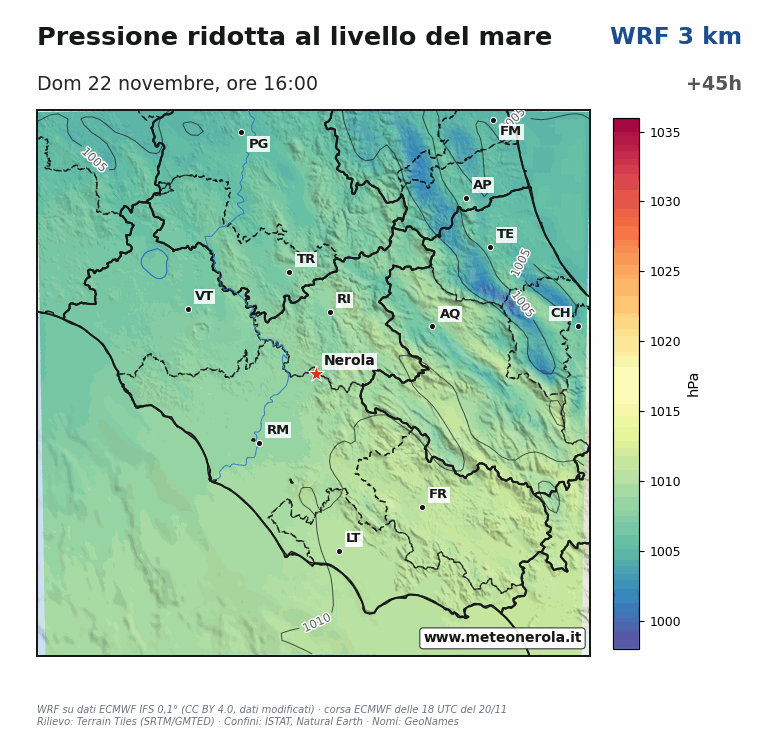 Pressione ridotta al livello del mare
WRF 3 km
Dom 22 novembre, ore 16:00
+45h
1005
PG
1005
FM
AP
TE
TR
1005
VT
RI
AQ
1005
CH
Nerola
RM
FR
LT
1010
www.meteonerola.it
1035
1030
1025
1020
1015
1010
1005
1000
hPa
WRF su dati ECMWF IFS 0,1° (CC BY 4.0, dati modificati) · corsa ECMWF delle 18 UTC del 20/11
Rilievo: Terrain Tiles (SRTM/GMTED) · Confini: ISTAT, Natural Earth · Nomi: GeoNames